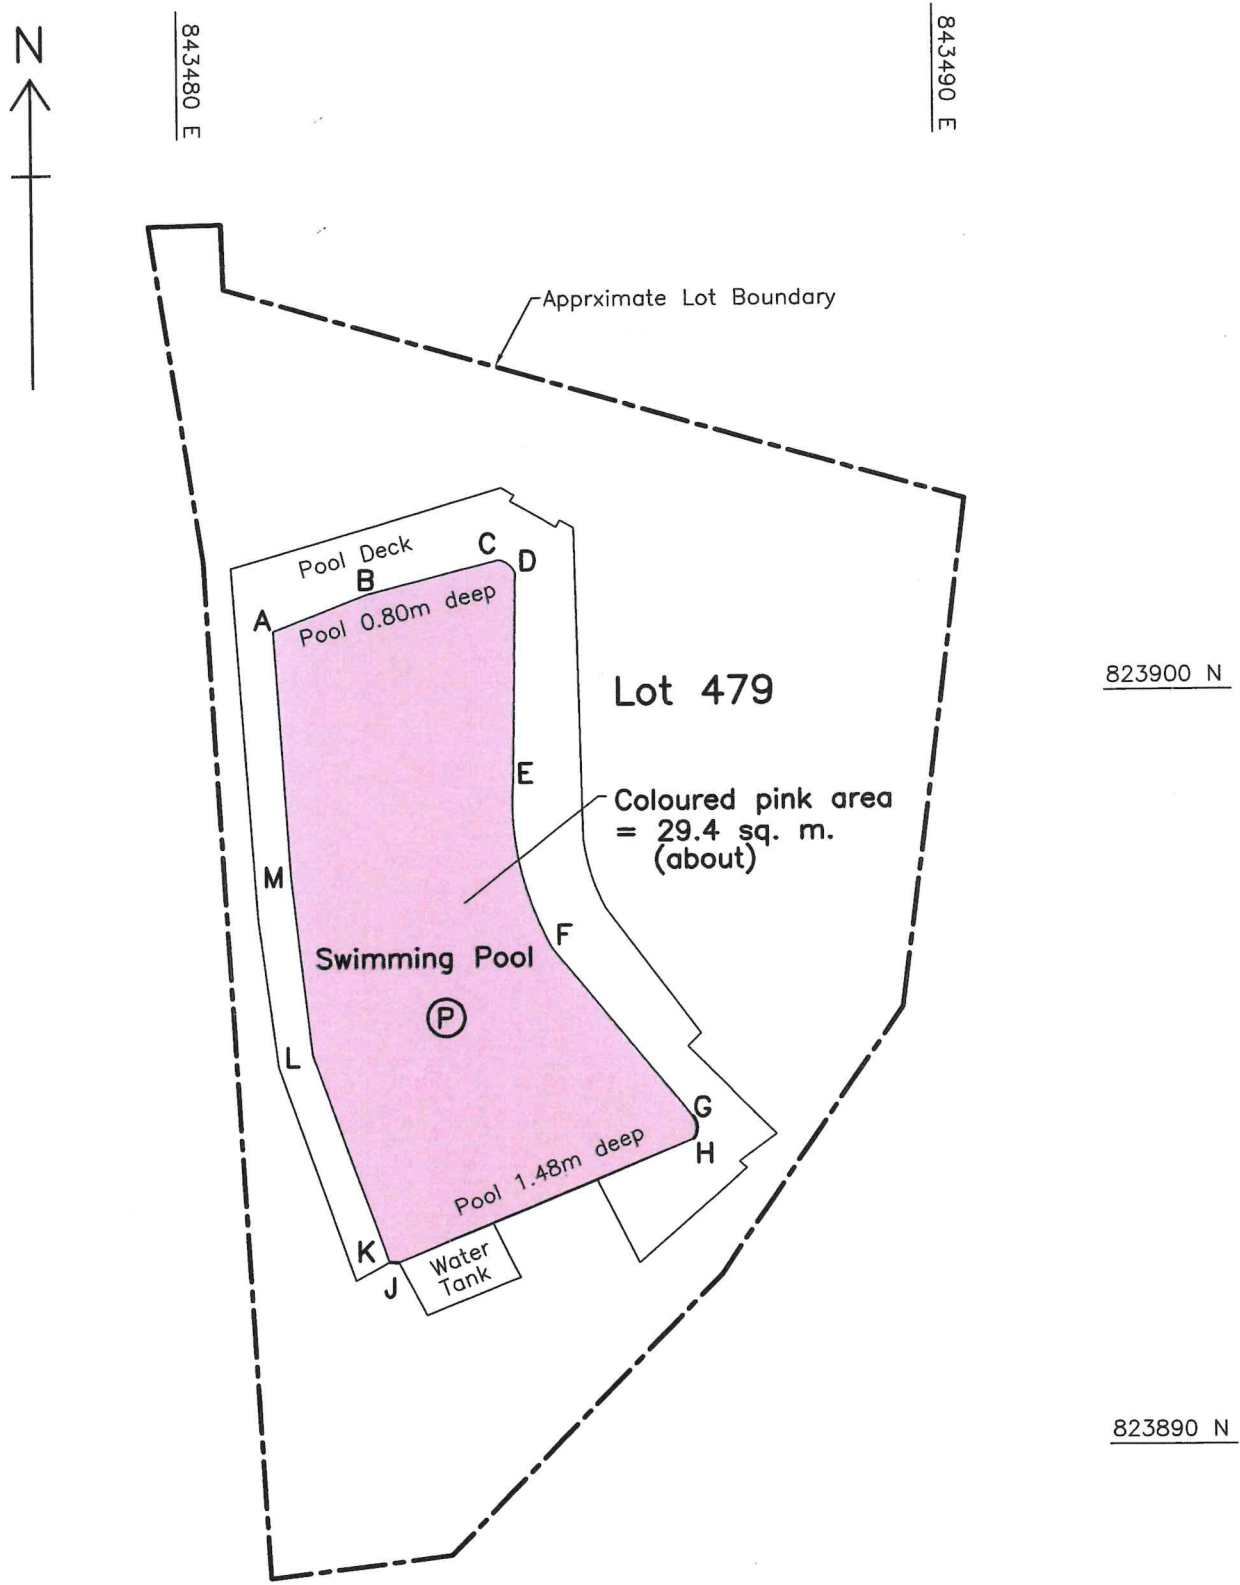 N
843480 E
843490 E
Apprximate Lot Boundary
Pool Deck
C
D
B
A
Pool 0.80m deep
Lot 479
823900 N
E
Coloured pink area
= 29.4 sq. m.
(about)
M
F
Swimming Pool
P
L
G
H
Pool 1.48m deep
K
J
Water
Tank
823890 N